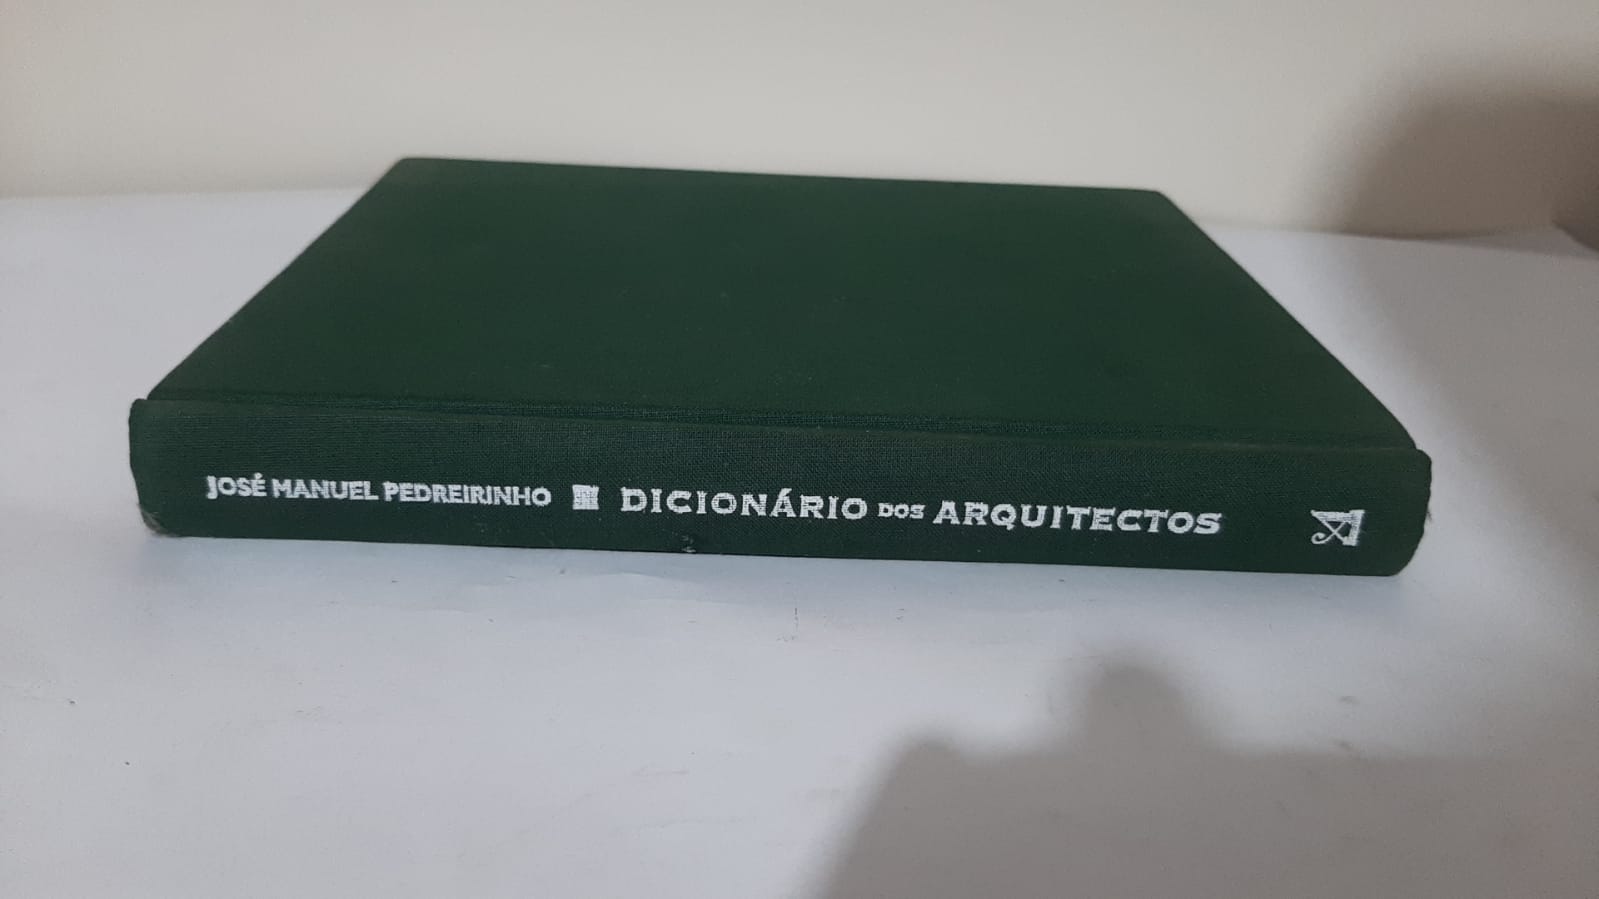 JOSÉ MANUEL PEDREIRINHO DICIONÁRIO DOS ARQUITECTOS